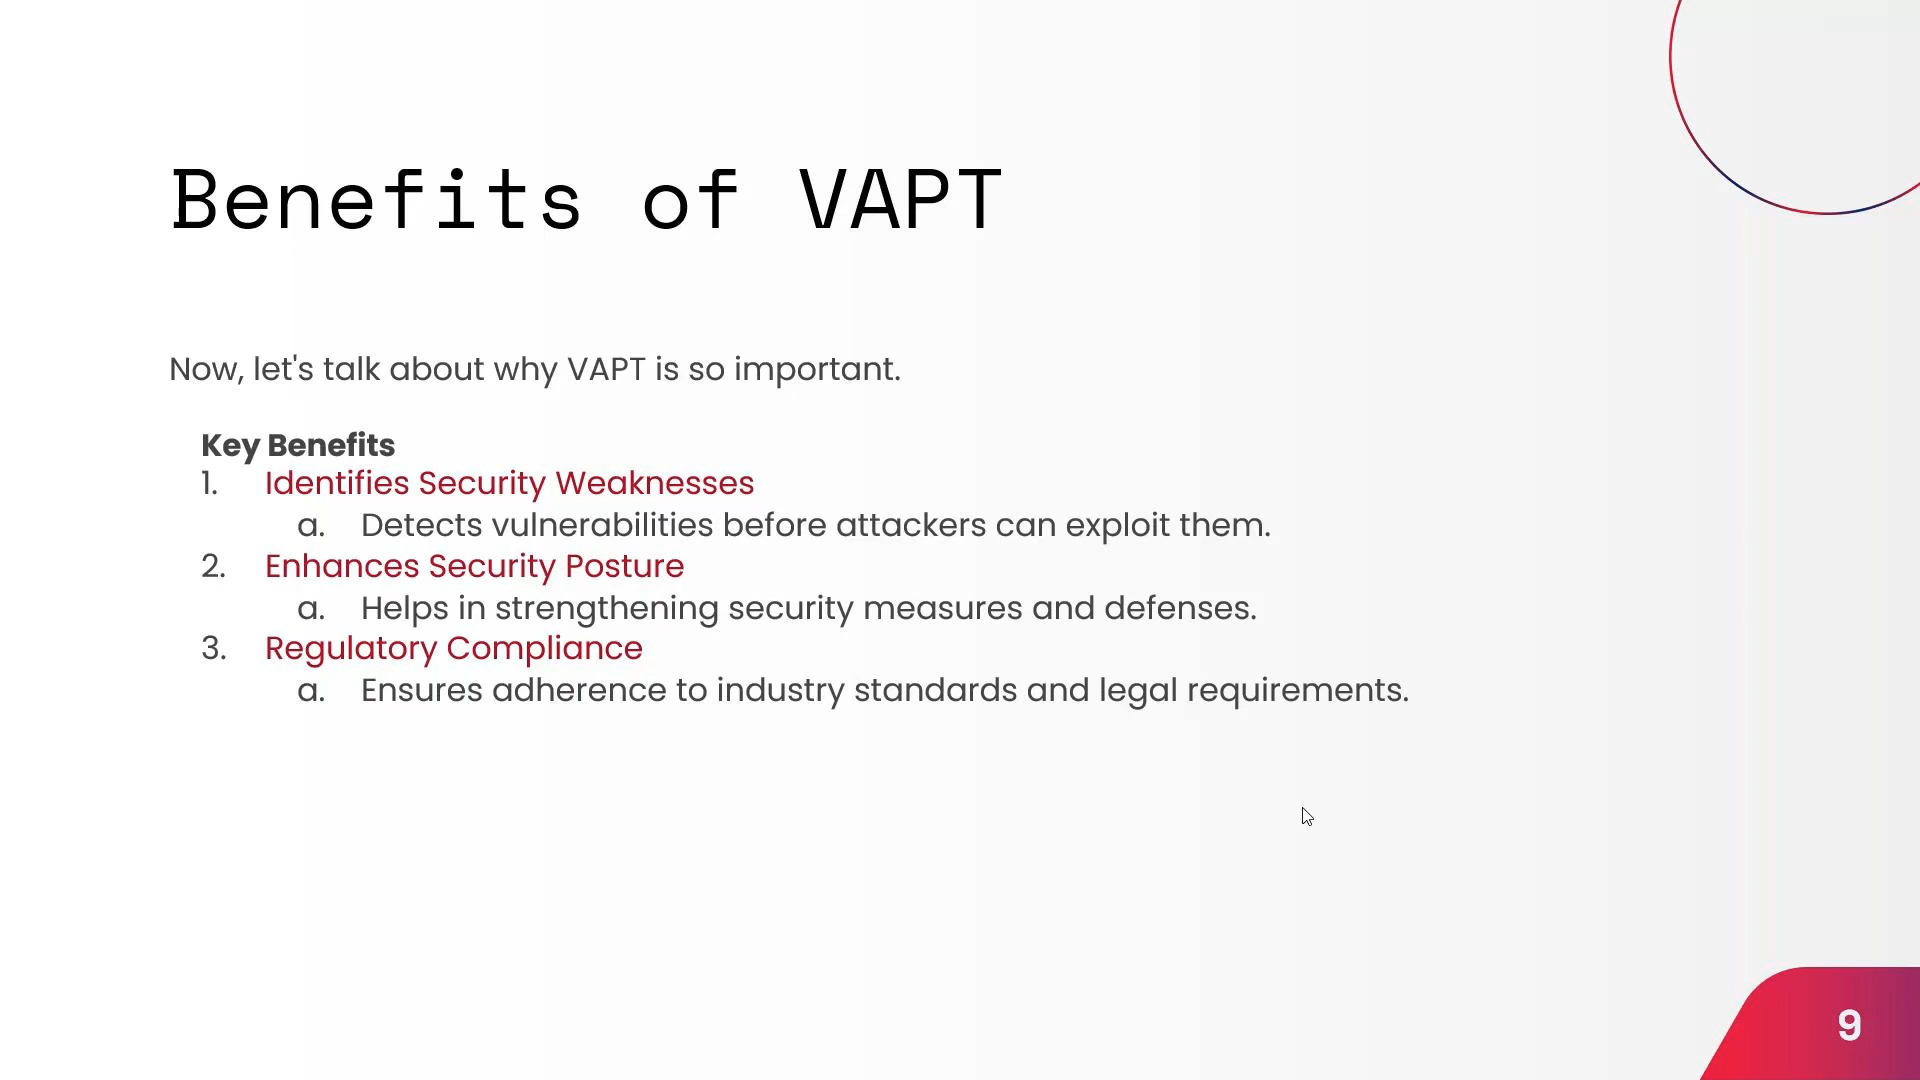 Benefits of VAPT
Now, let's talk about why VAPT is so important.
Key Benefits
1. Identifies Security Weaknesses
a. Detects vulnerabilities before attackers can exploit them.
2. Enhances Security Posture
a. Helps in strengthening security measures and defenses.
3. Regulatory Compliance
a. Ensures adherence to industry standards and legal requirements.
9